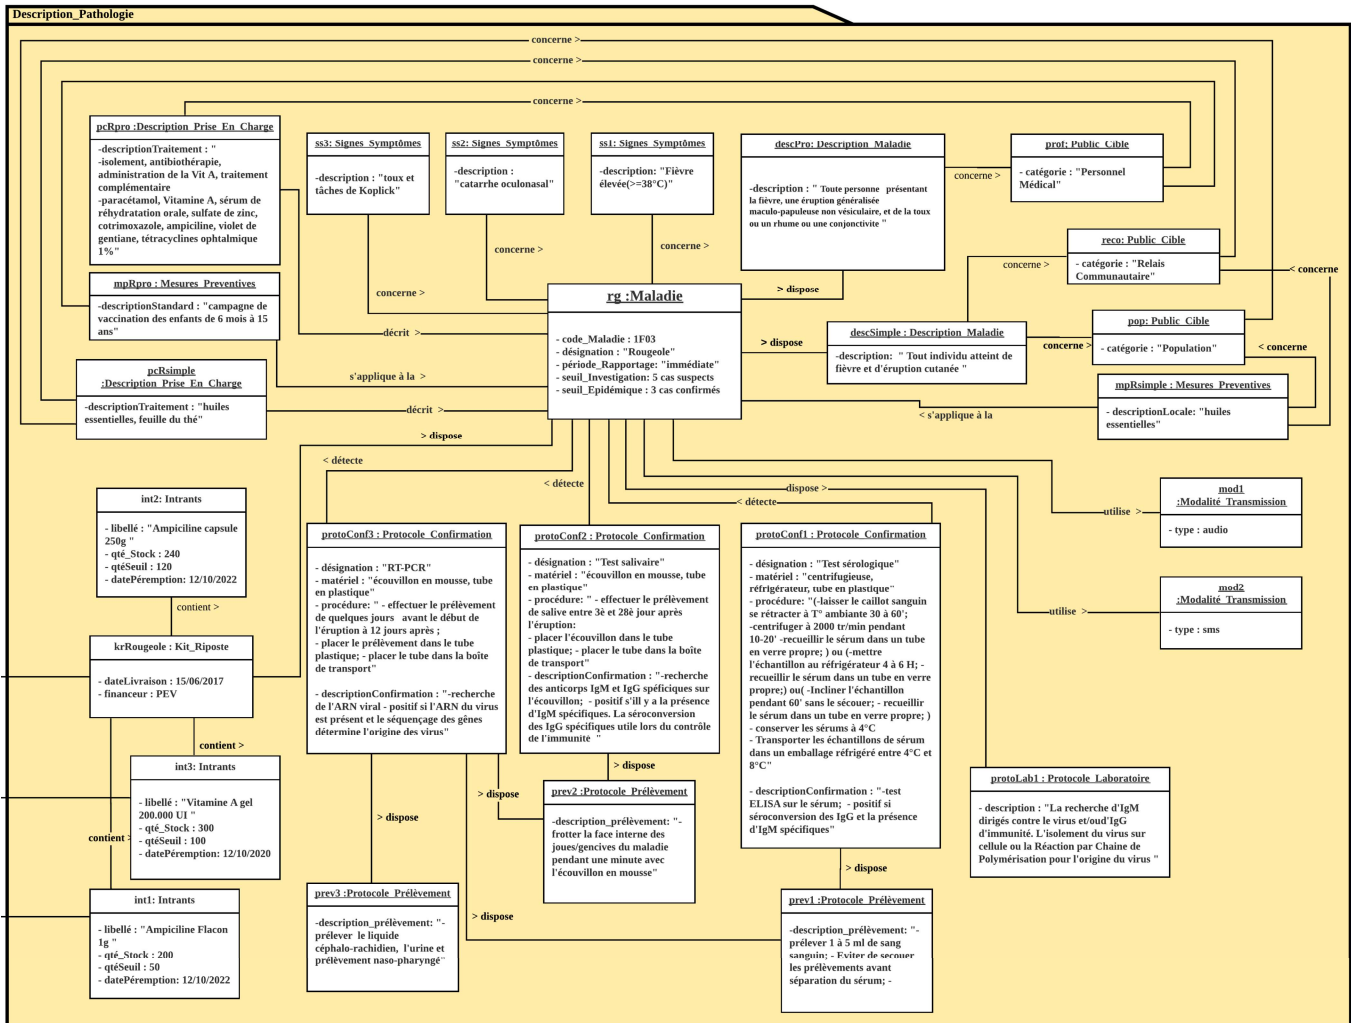 Description_Pathologie
concerne >
concerne >
concerne >
pcRpro :Description_Prise_En_Charge
-descriptionTraitement : "
-isolement, antibiothérapie,
administration de la Vit A, traitement
complémentaire
-paracétamol, Vitamine A, sérum de
réhydratation orale, sulfate de zinc,
cotrimoxazole, ampiciline, violet de
gentiane, tétracyclines ophtalmique
1%"
ss3: Signes_Symptômes
-description : "toux et
tâches de Koplick"
ss2: Signes_Symptômes
-description :
"catarrhe oculonasal"
ss1: Signes_Symptômes
-description: "Fièvre
élevée(>=38°C)"
descPro: Description_Maladie
-description : " Toute personne présentant
la fièvre, une éruption généralisée
maculo-papuleuse non vésiculaire, et de la toux
ou un rhume ou une conjonctivite "
concerne >
prof: Public_Cible
- catégorie : "Personnel
Médical"
reco: Public_Cible
- catégorie : "Relais
Communautaire"
concerne >
< concerne
concerne >
concerne >
concerne >
> dispose
mpRpro : Mesures_Preventives
-descriptionStandard : "campagne de
vaccination des enfants de 6 mois à 15
ans"
décrit >
rg :Maladie
- code_Maladie : 1F03
- désignation : "Rougeole"
- période_Rapportage: "immédiate"
- seuil_Investigation: 5 cas suspects
- seuil_Epidémique : 3 cas confirmés
> dispose
descSimple : Description_Maladie
-description: " Tout individu atteint de
fièvre et d'éruption cutanée "
concerne >
pop: Public_Cible
- catégorie : "Population"
< concerne
pcRsimple
:Description_Prise_En_Charge
-descriptionTraitement : "huiles
essentielles, feuille du thé"
s'applique à la >
décrit >
mpRsimple : Mesures_Preventives
- descriptionLocale: "huiles
essentielles"
< s'applique à la
> dispose
< détecte
< détecte
dispose >
< détecte
utilise >
mod1
:Modalité_Transmission
- type : audio
utilise >
mod2
:Modalité_Transmission
- type : sms
int2: Intrants
- libellé : "Ampiciline capsule
250g "
- qté_Stock : 240
- qtéSeuil : 120
- datePéremption: 12/10/2022
contient >
krRougeole : Kit_Riposte
- dateLivraison : 15/06/2017
- financeur : PEV
contient >
int3: Intrants
- libellé : "Vitamine A gel
200.000 UI "
- qté_Stock : 300
- qtéSeuil : 100
- datePéremption: 12/10/2020
contient >
int1: Intrants
- libellé : "Ampiciline Flacon
1g "
- qté_Stock : 200
- qtéSeuil : 50
- datePéremption: 12/10/2022
protoConf3 : Protocole_Confirmation
- désignation : "RT-PCR"
- matériel : "écouvillon en mousse, tube
en plastique"
- procédure: " - effectuer le prélèvement
de quelques jours avant le début de
l'éruption à 12 jours après ;
- placer le prélèvement dans le tube
plastique; - placer le tube dans la boîte
de transport"
- descriptionConfirmation : "-recherche
de l'ARN viral - positif si l'ARN du virus
est présent et le séquençage des gênes
détermine l'origine des virus"
protoConf2 : Protocole_Confirmation
- désignation : "Test salivaire"
- matériel : "écouvillon en mousse, tube
en plastique"
- procédure: " - effectuer le prélèvement
de salive entre 3è et 28è jour après
l'éruption:
- placer l'écouvillon dans le tube
plastique; - placer le tube dans la boîte
de transport"
- descriptionConfirmation : "-recherche
des anticorps IgM et IgG spéficiques sur
l'écouvillon; - positif s'ill y a la présence
d'IgM spécifiques. La séroconversion
des IgG spécifiques utile lors du contrôle
de l'immunité "
protoConf1 : Protocole_Confirmation
- désignation : "Test sérologique"
- matériel : "centrifugieuse,
réfrigérateur, tube en plastique"
- procédure: "(-laisser le caillot sanguin
se rétracter à T° ambiante 30 à 60';
-centrifuger à 2000 tr/min pendant
10-20' -recueillir le sérum dans un tube
en verre propre; ) ou (-mettre
l'échantillon au réfrigérateur 4 à 6 H; -
recueillir le sérum dans un tube en verre
propre;) ou( -Incliner l'échantillon
pendant 60' sans le sécouer; - recueillir
le sérum dans un tube en verre propre; )
- conserver les sérums à 4°C
- Transporter les échantillons de sérum
dans un emballage réfrigéré entre 4°C et
8°C"
- descriptionConfirmation : "-test
ELISA sur le sérum; - positif si
séroconversion des IgG et la présence
d'IgM spécifiques"
protoLab1 : Protocole_Laboratoire
- description : "La recherche d'IgM
dirigés contre le virus et/oud'IgG
d'immunité. L'isolement du virus sur
cellule ou la Réaction par Chaine de
Polymérisation pour l'origine du virus "
> dispose
> dispose
> dispose
> dispose
> dispose
prev2 :Protocole_Prélèvement
-description_prélèvement: "-
frotter la face interne des
joues/gencives du maladie
pendant une minute avec
l'écouvillon en mousse"
prev3 :Protocole_Prélèvement
-description_prélèvement: "-
prélever le liquide
céphalo-rachidien, l'urine et
prélèvement naso-pharyngé"
prev1 :Protocole_Prélèvement
-description_prélèvement: "-
prélever 1 à 5 ml de sang
sanguin; - Eviter de secouer
les prélèvements avant
séparation du sérum; -